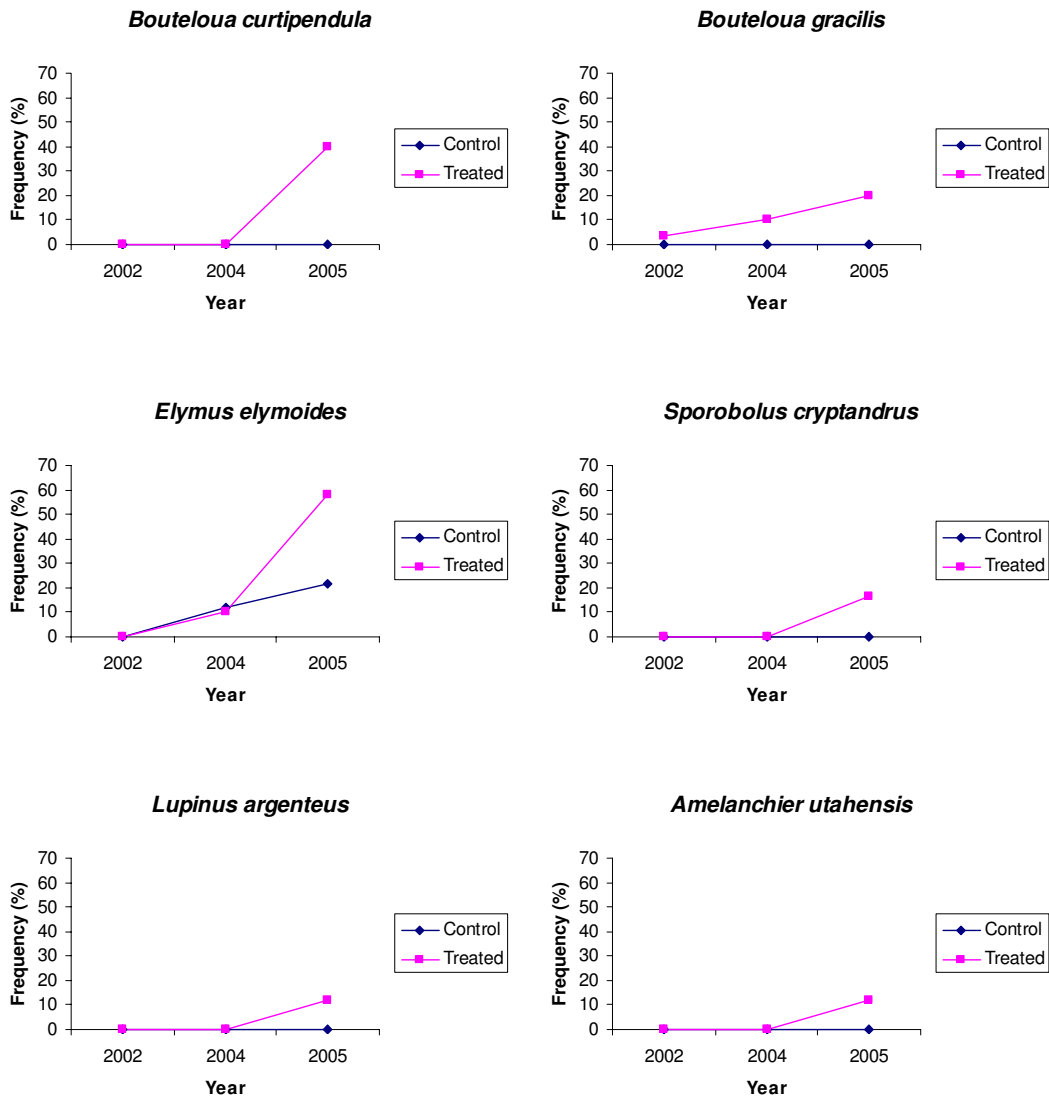 Bouteloua curtipendula
70
60
50
40
30
20
10
0
Frequency (%)
2002 2004 2005
Year
Control
Treated
Bouteloua gracilis
70
60
50
40
30
20
10
0
Frequency (%)
2002 2004 2005
Year
Control
Treated
Elymus elymoides
70
60
50
40
30
20
10
0
Frequency (%)
2002 2004 2005
Year
Control
Treated
Sporobolus cryptandrus
70
60
50
40
30
20
10
0
Frequency (%)
2002 2004 2005
Year
Control
Treated
Lupinus argenteus
70
60
50
40
30
20
10
0
Frequency (%)
2002 2004 2005
Year
Control
Treated
Amelanchier utahensis
70
60
50
40
30
20
10
0
Frequency (%)
2002 2004 2005
Year
Control
Treated